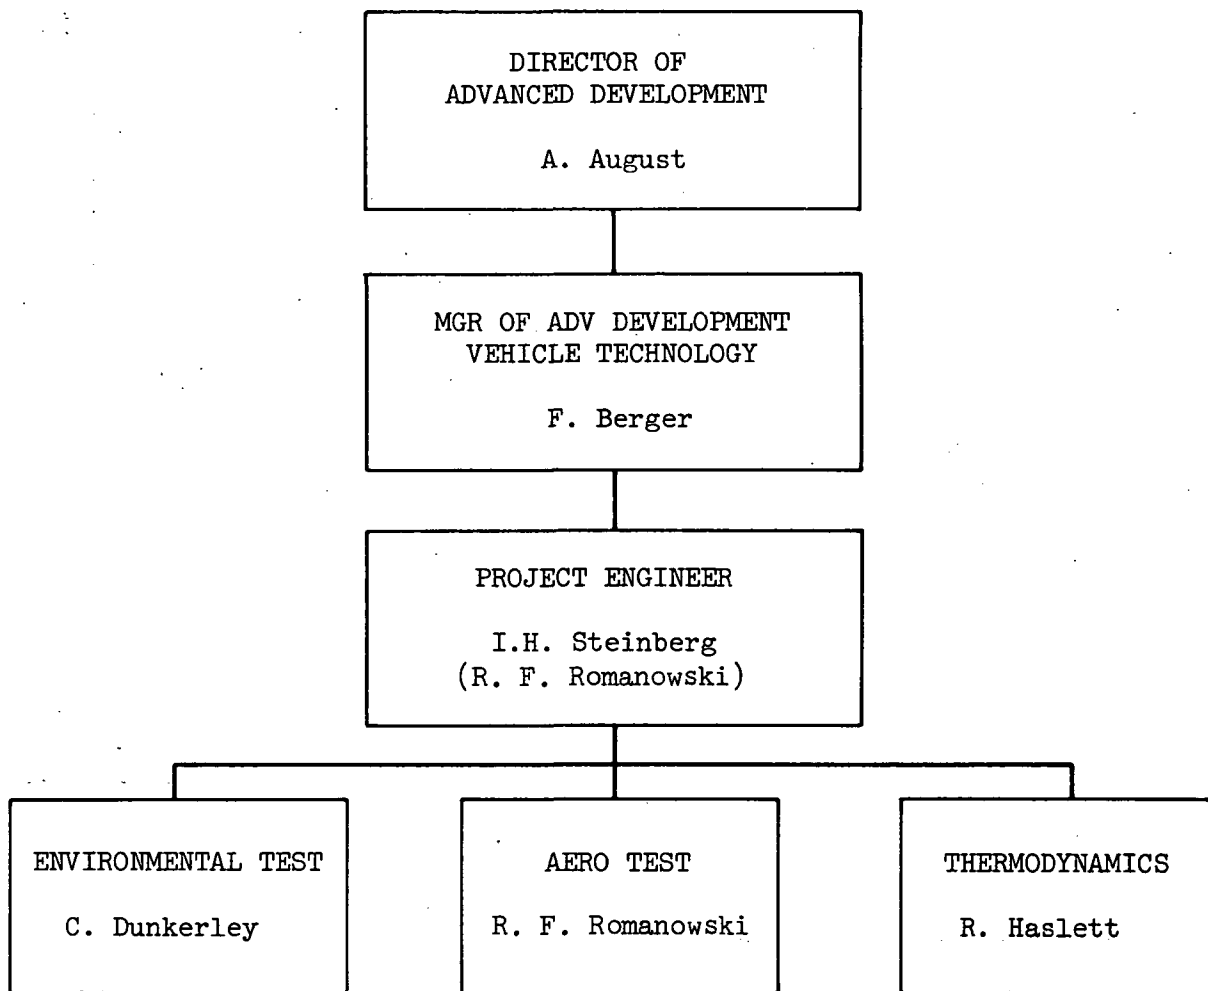 DIRECTOR OF
ADVANCED DEVELOPMENT
A. August
MGR OF ADV DEVELOPMENT
VEHICLE TECHNOLOGY
F. Berger
PROJECT ENGINEER
I.H. Steinberg
(R. F. Romanowski)
ENVIRONMENTAL TEST
C. Dunkerley
AERO TEST
R. F. Romanowski
THERMODYNAMICS
R. Haslett